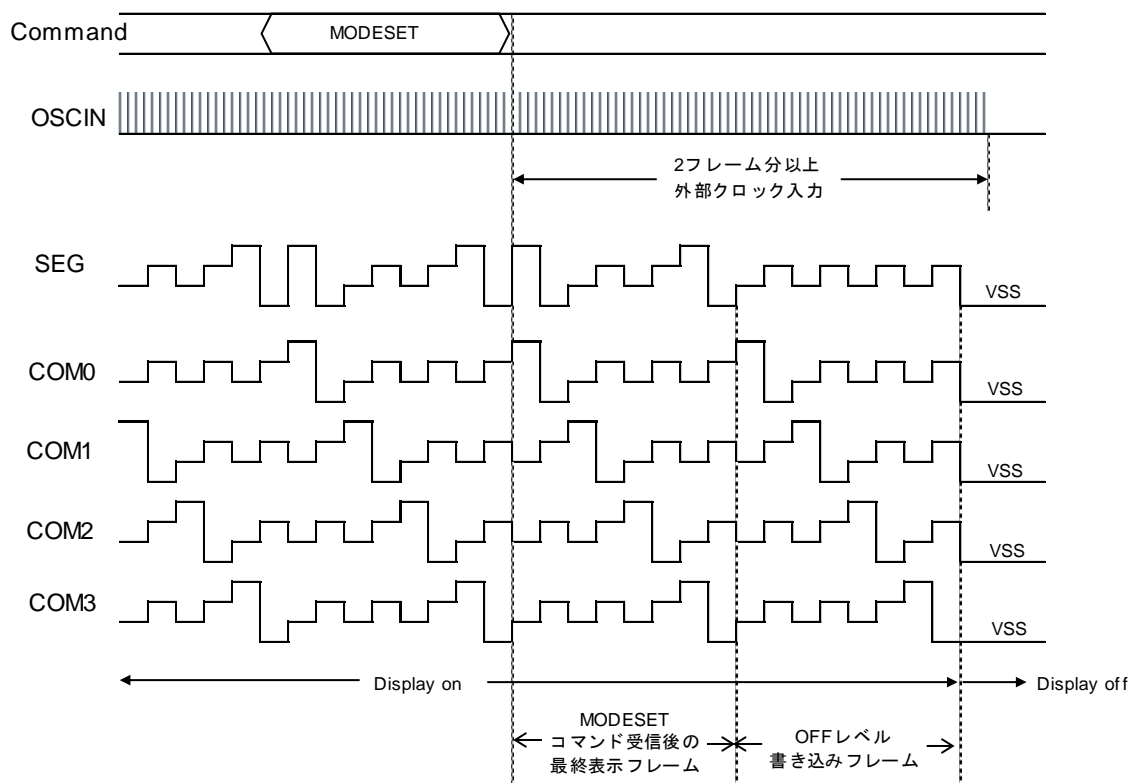 Command
MODESET
OSCIN
2フレーム分以上
外部クロック入力
SEG
VSS
COM0
VSS
COM1
VSS
COM2
VSS
COM3
VSS
Display on
Display off
MODESET
コマンド受信後の
最終表示フレーム
OFFレベル
書き込みフレーム